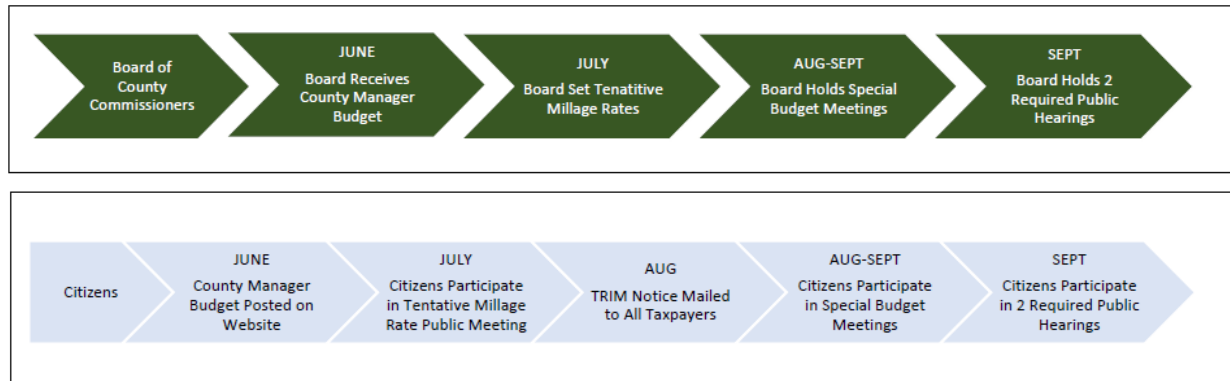 Board of
County
Commissioners
JUNE
Board Receives
County Manager
Budget
JULY
Board Set Tenatitive
Millage Rates
AUG-SEPT
Board Holds Special
Budget Meetings
SEPT
Board Holds 2
Required Public
Hearings
Citizens
JUNE
County Manager
Budget Posted on
Website
JULY
Citizens Participate
in Tentative Millage
Rate Public Meeting
AUG
TRIM Notice Mailed
to All Taxpayers
AUG-SEPT
Citizens Participate
in Special Budget
Meetings
SEPT
Citizens Participate
in 2 Required Public
Hearings